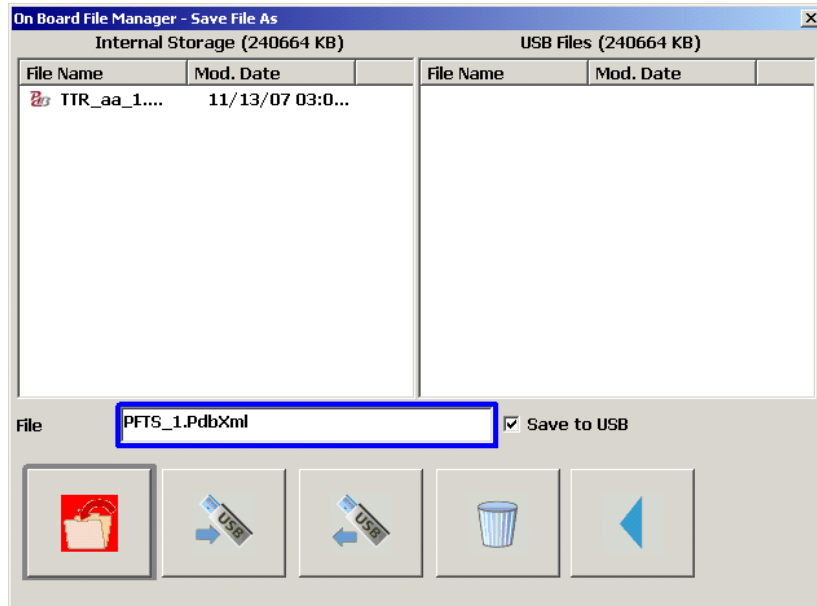 On Board File Manager - Save File As
Internal Storage (240664 KB) USB Files (240664 KB)
File Name Mod. Date File Name Mod. Date
TTR_aa_1.... 11/13/07 03:0...
File PFTS_1.PdbXml Save to USB
USB USB